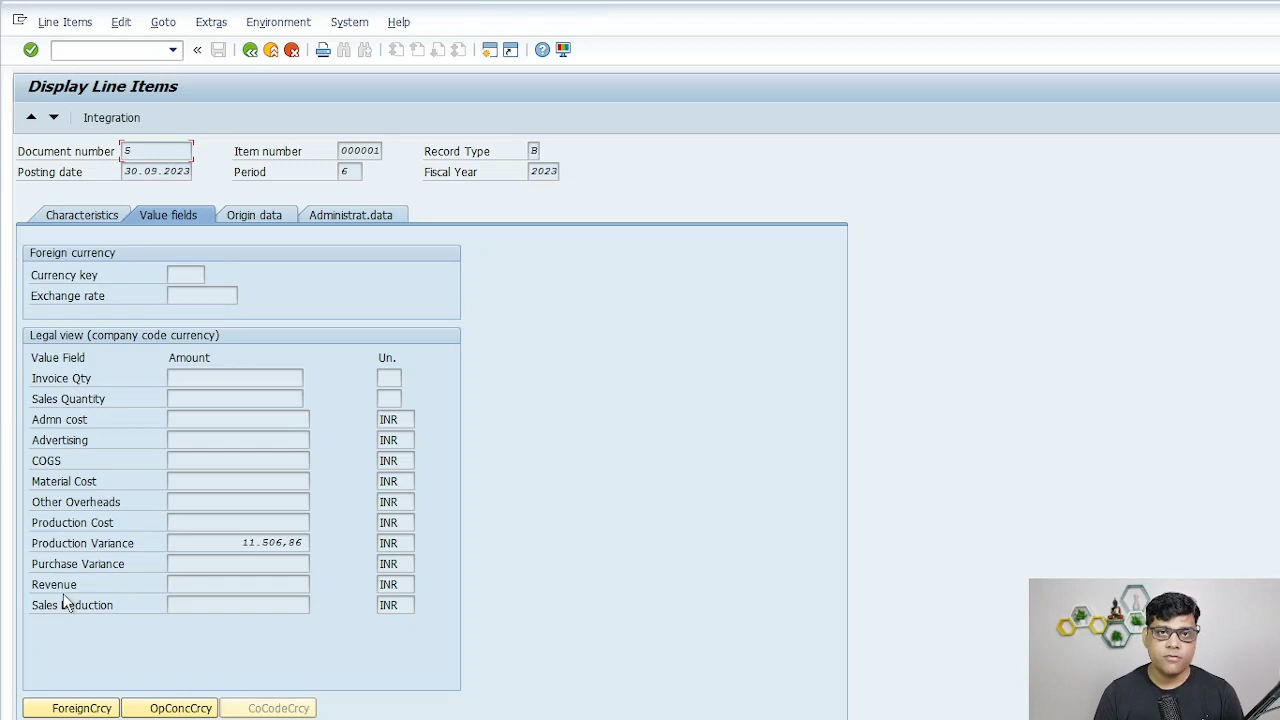 Line Items Edit Goto Extras Environment System Help
«
Display Line Items
Integration
Document number 5 Item number 000001 Record Type B
Posting date 30.09.2023 Period 6 Fiscal Year 2023
Characteristics Value fields Origin data Administrat.data
Foreign currency
Currency key
Exchange rate
Legal view (company code currency)
Value Field Amount Un.
Invoice Qty
Sales Quantity
Admn cost INR
Advertising INR
COGS INR
Material Cost INR
Other Overheads INR
Production Cost INR
Production Variance 11.506,86 INR
Purchase Variance INR
Revenue INR
Sales Deduction INR
ForeignCrcy OpConcCrcy CoCodeCrcy